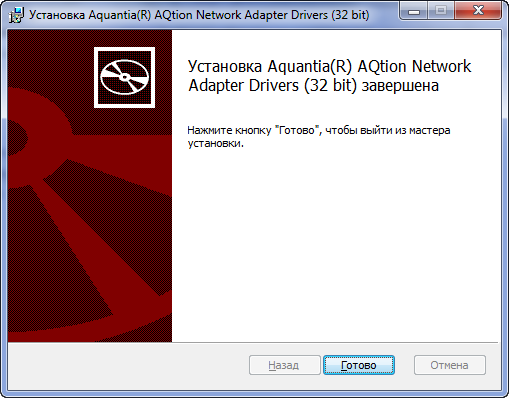 Установка Aquantia(R) AQtion Network Adapter Drivers (32 bit)
Установка Aquantia(R) AQtion Network
Adapter Drivers (32 bit) завершена
Нажмите кнопку "Готово", чтобы выйти из мастера
установки.
Назад
Готово
Отмена